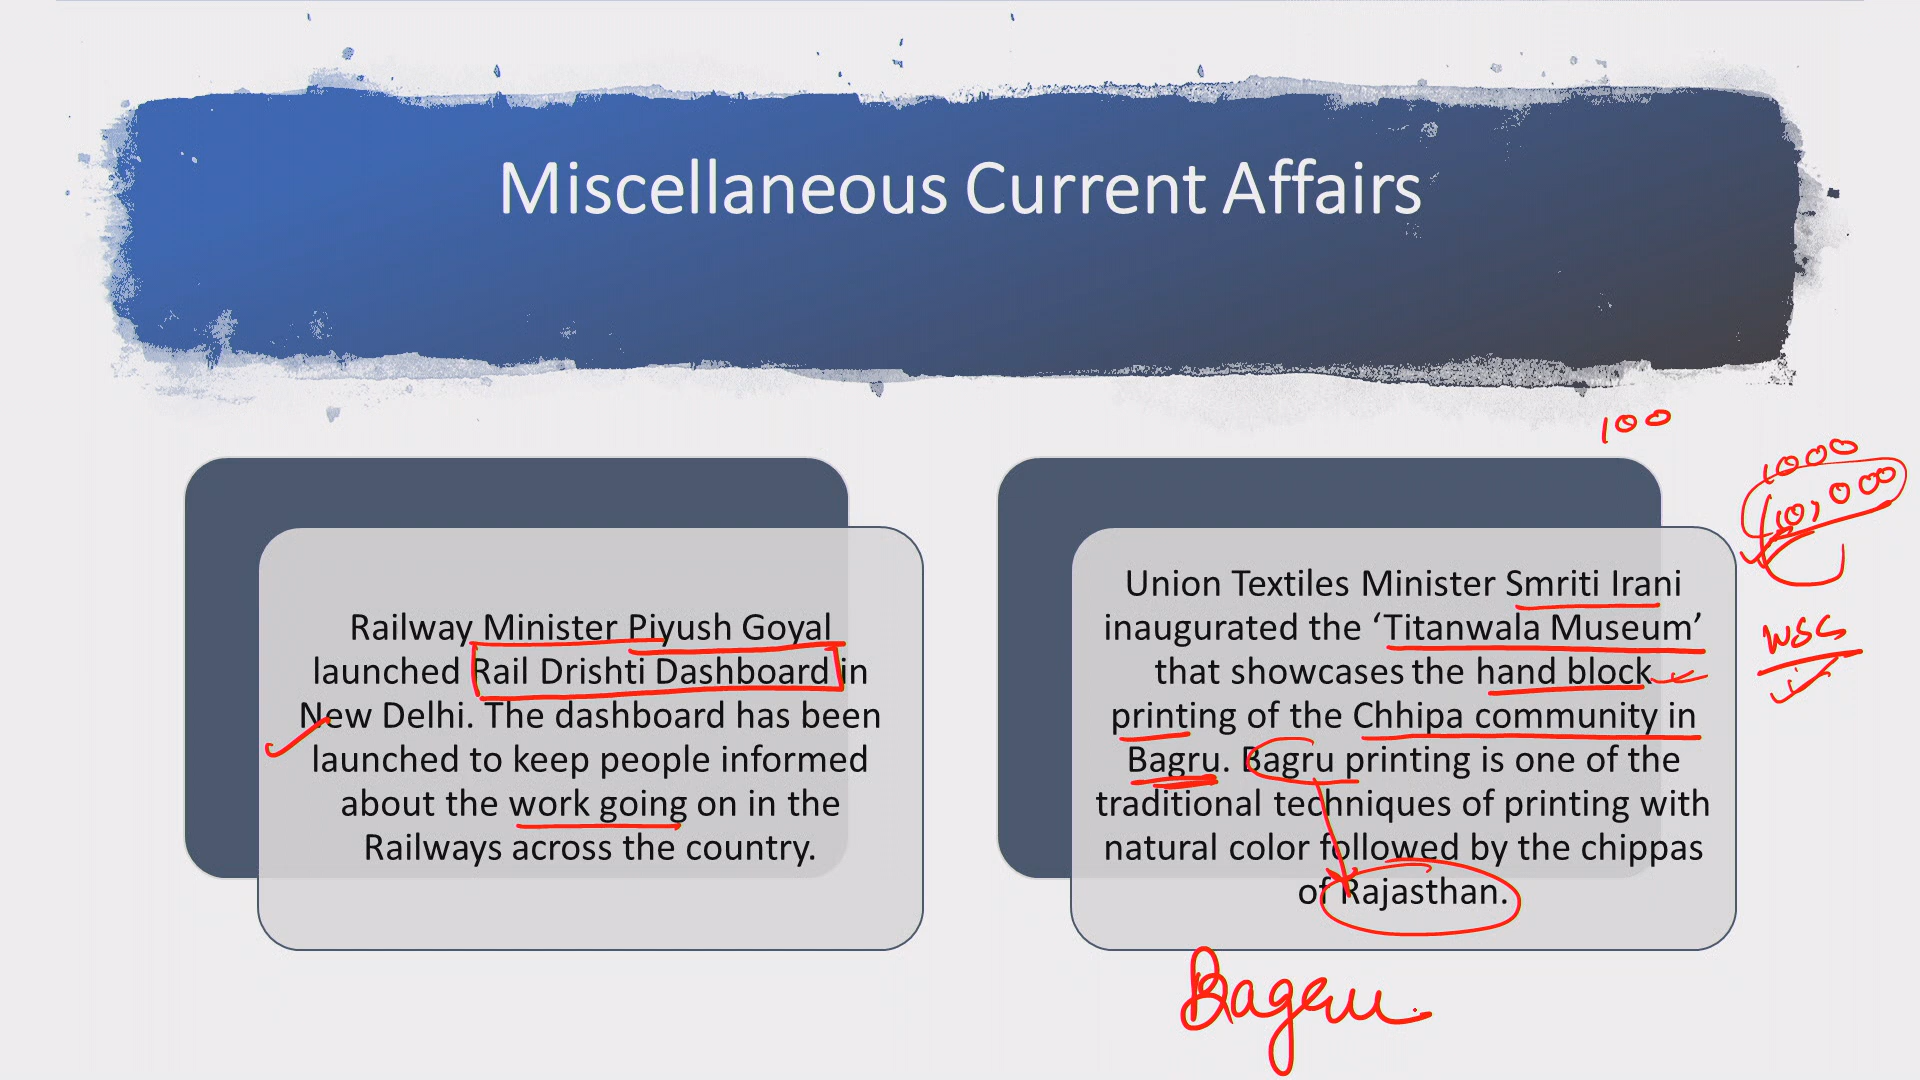 Miscellaneous Current Affairs
Railway Minister Piyush Goyal
launched Rail Drishti Dashboard in
New Delhi. The dashboard has been
launched to keep people informed
about the work going on in the
Railways across the country.
100
1000
10,000
Union Textiles Minister Smriti Irani
inaugurated the ‘Titanwala Museum’
that showcases the hand block
printing of the Chhipa community in
Bagru. Bagru printing is one of the
traditional techniques of printing with
natural color followed by the chippas
of Rajasthan.
Bagru